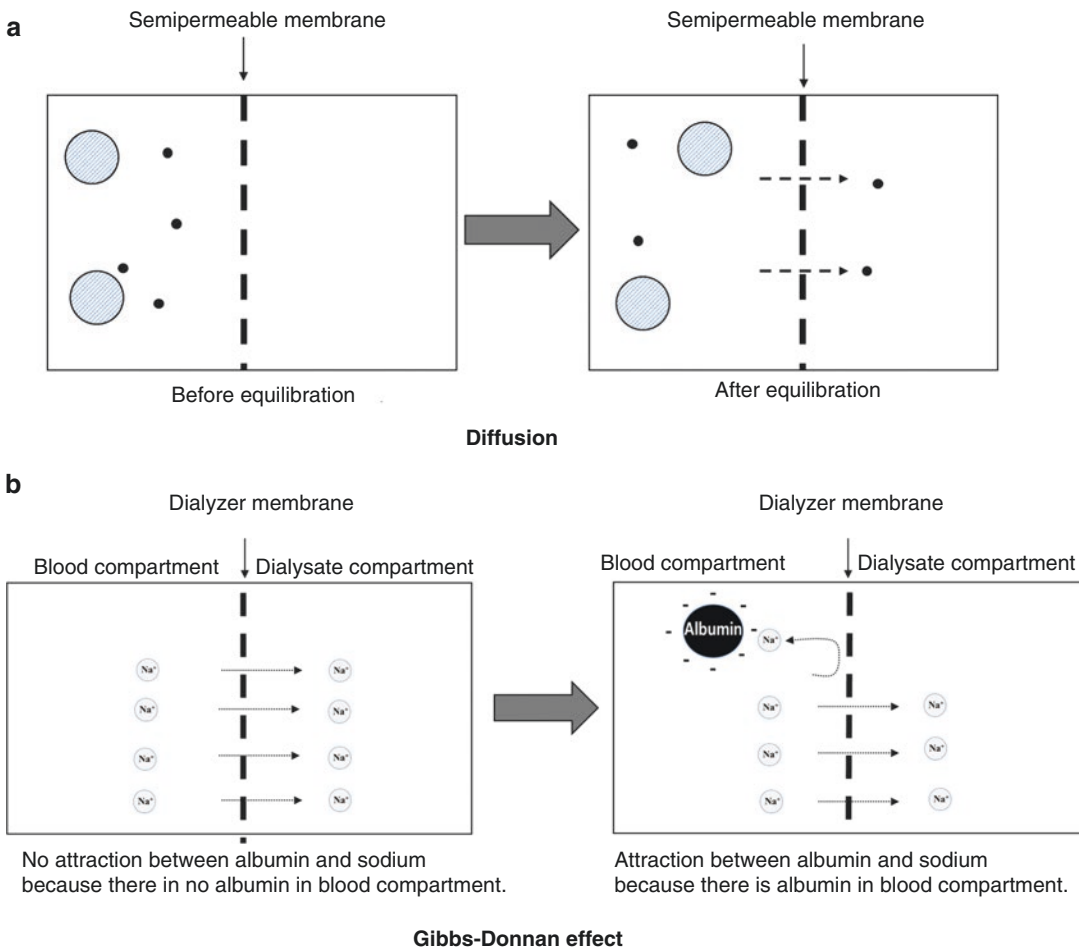 a
Semipermeable membrane
Semipermeable membrane
Before equilibration
After equilibration
Diffusion
b
Dialyzer membrane
Dialyzer membrane
Blood compartment
Dialysate compartment
Blood compartment
Dialysate compartment
- - - - - - - -
Albumin
Na⁺
Na⁺ Na⁺
Na⁺ Na⁺
Na⁺ Na⁺
Na⁺ Na⁺
Na⁺ Na⁺
Na⁺ Na⁺
Na⁺ Na⁺
No attraction between albumin and sodium
because there in no albumin in blood compartment.
Attraction between albumin and sodium
because there is albumin in blood compartment.
Gibbs-Donnan effect